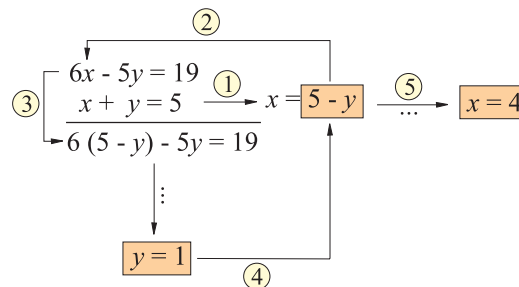 2
6x - 5y = 19
3
1
5
x + y = 5
x = 5 - y
...
x = 4
6 (5 - y) - 5y = 19
...
y = 1
4